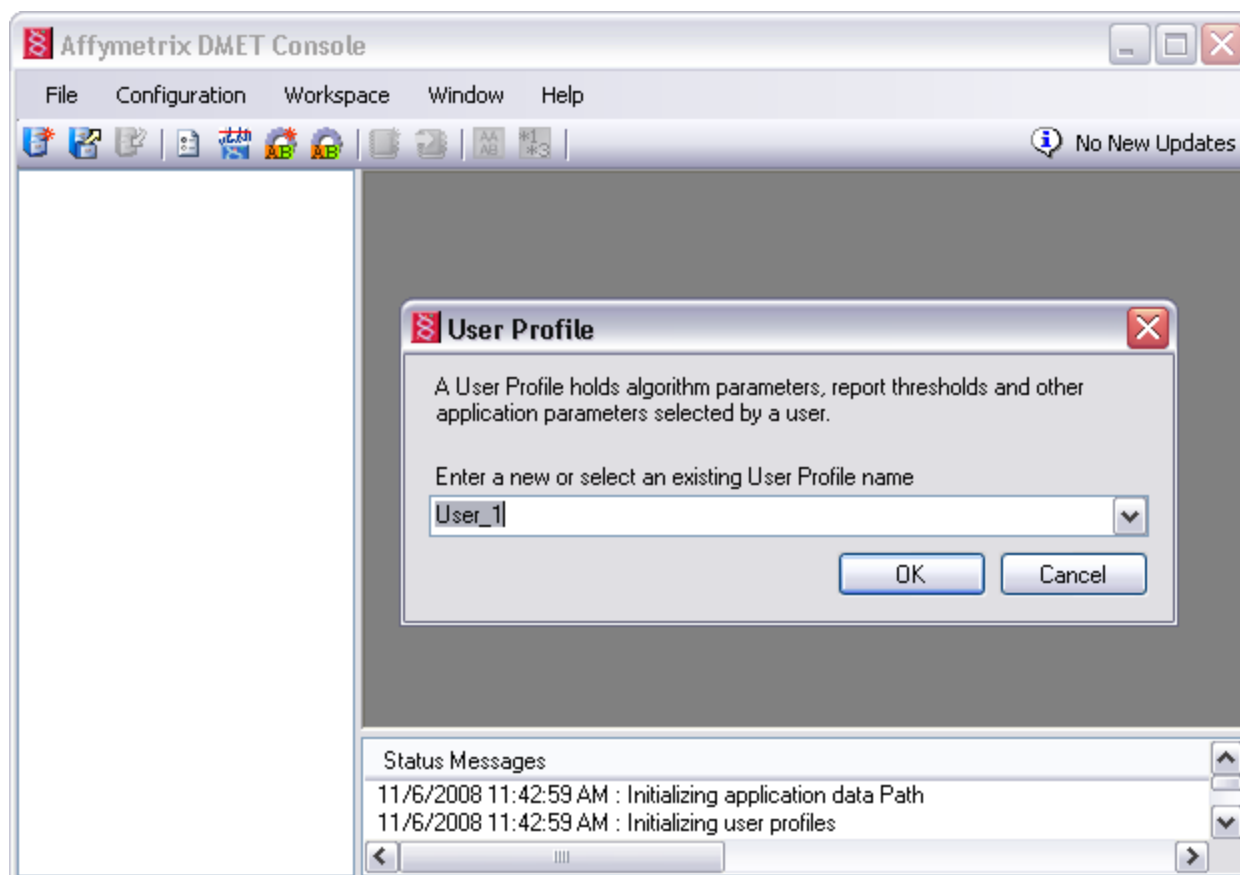 Affymetrix DMET Console
File Configuration Workspace Window Help
No New Updates
User Profile
A User Profile holds algorithm parameters, report thresholds and other
application parameters selected by a user.
Enter a new or select an existing User Profile name
User_1
OK Cancel
Status Messages
11/6/2008 11:42:59 AM : Initializing application data Path
11/6/2008 11:42:59 AM : Initializing user profiles